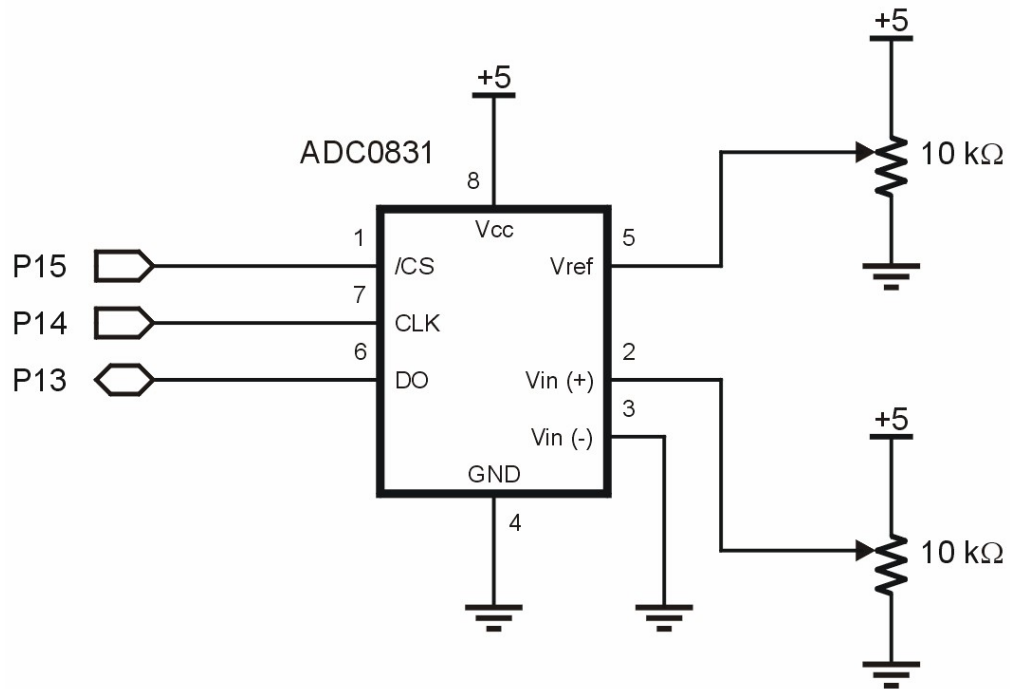 +5
+5
ADC0831
10 kΩ
8
Vcc
1
5
P15
/CS
Vref
7
P14
CLK
6
2
P13
DO
Vin (+)
3
+5
Vin (-)
GND
4
10 kΩ